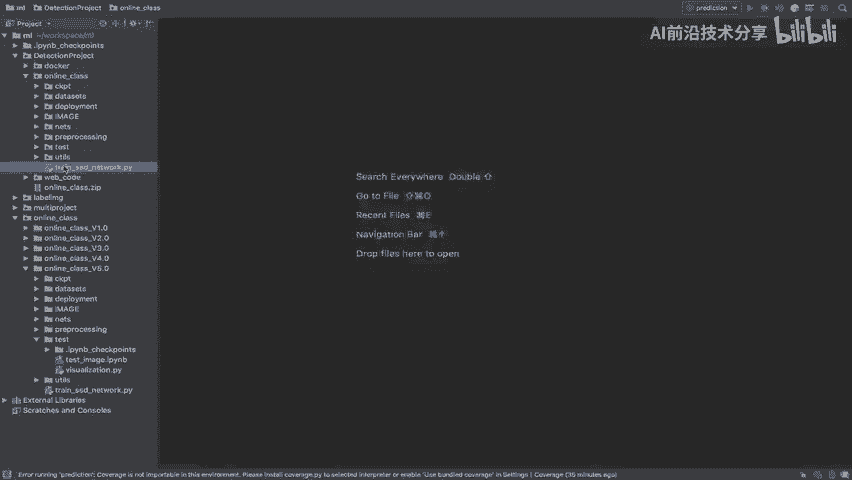 ml DetectionProject online_class prediction
AI前沿技术分享 bilibili
Project
ml ~/workspace/ml
.ipynb_checkpoints
DetectionProject
docker
online_class
ckpt
datasets
deployment
IMAGE
nets
preprocessing
test
utils
train_ssd_network.py
web_code
online_class.zip
labelImg
multiproject
online_class
online_class_V1.0
online_class_V2.0
online_class_V3.0
online_class_V4.0
online_class_V5.0
ckpt
datasets
deployment
IMAGE
nets
preprocessing
test
.ipynb_checkpoints
test_image.ipynb
visualization.py
utils
train_ssd_network.py
External Libraries
Scratches and Consoles
Search Everywhere Double ⇧
Go to File ⇧⌘O
Recent Files ⌘E
Navigation Bar ⌘↑
Drop files here to open
Error running 'prediction': Coverage is not importable in this environment. Please install coverage.py to selected interpreter or enable 'Use bundled coverage' in Settings | Coverage (35 minutes ago)